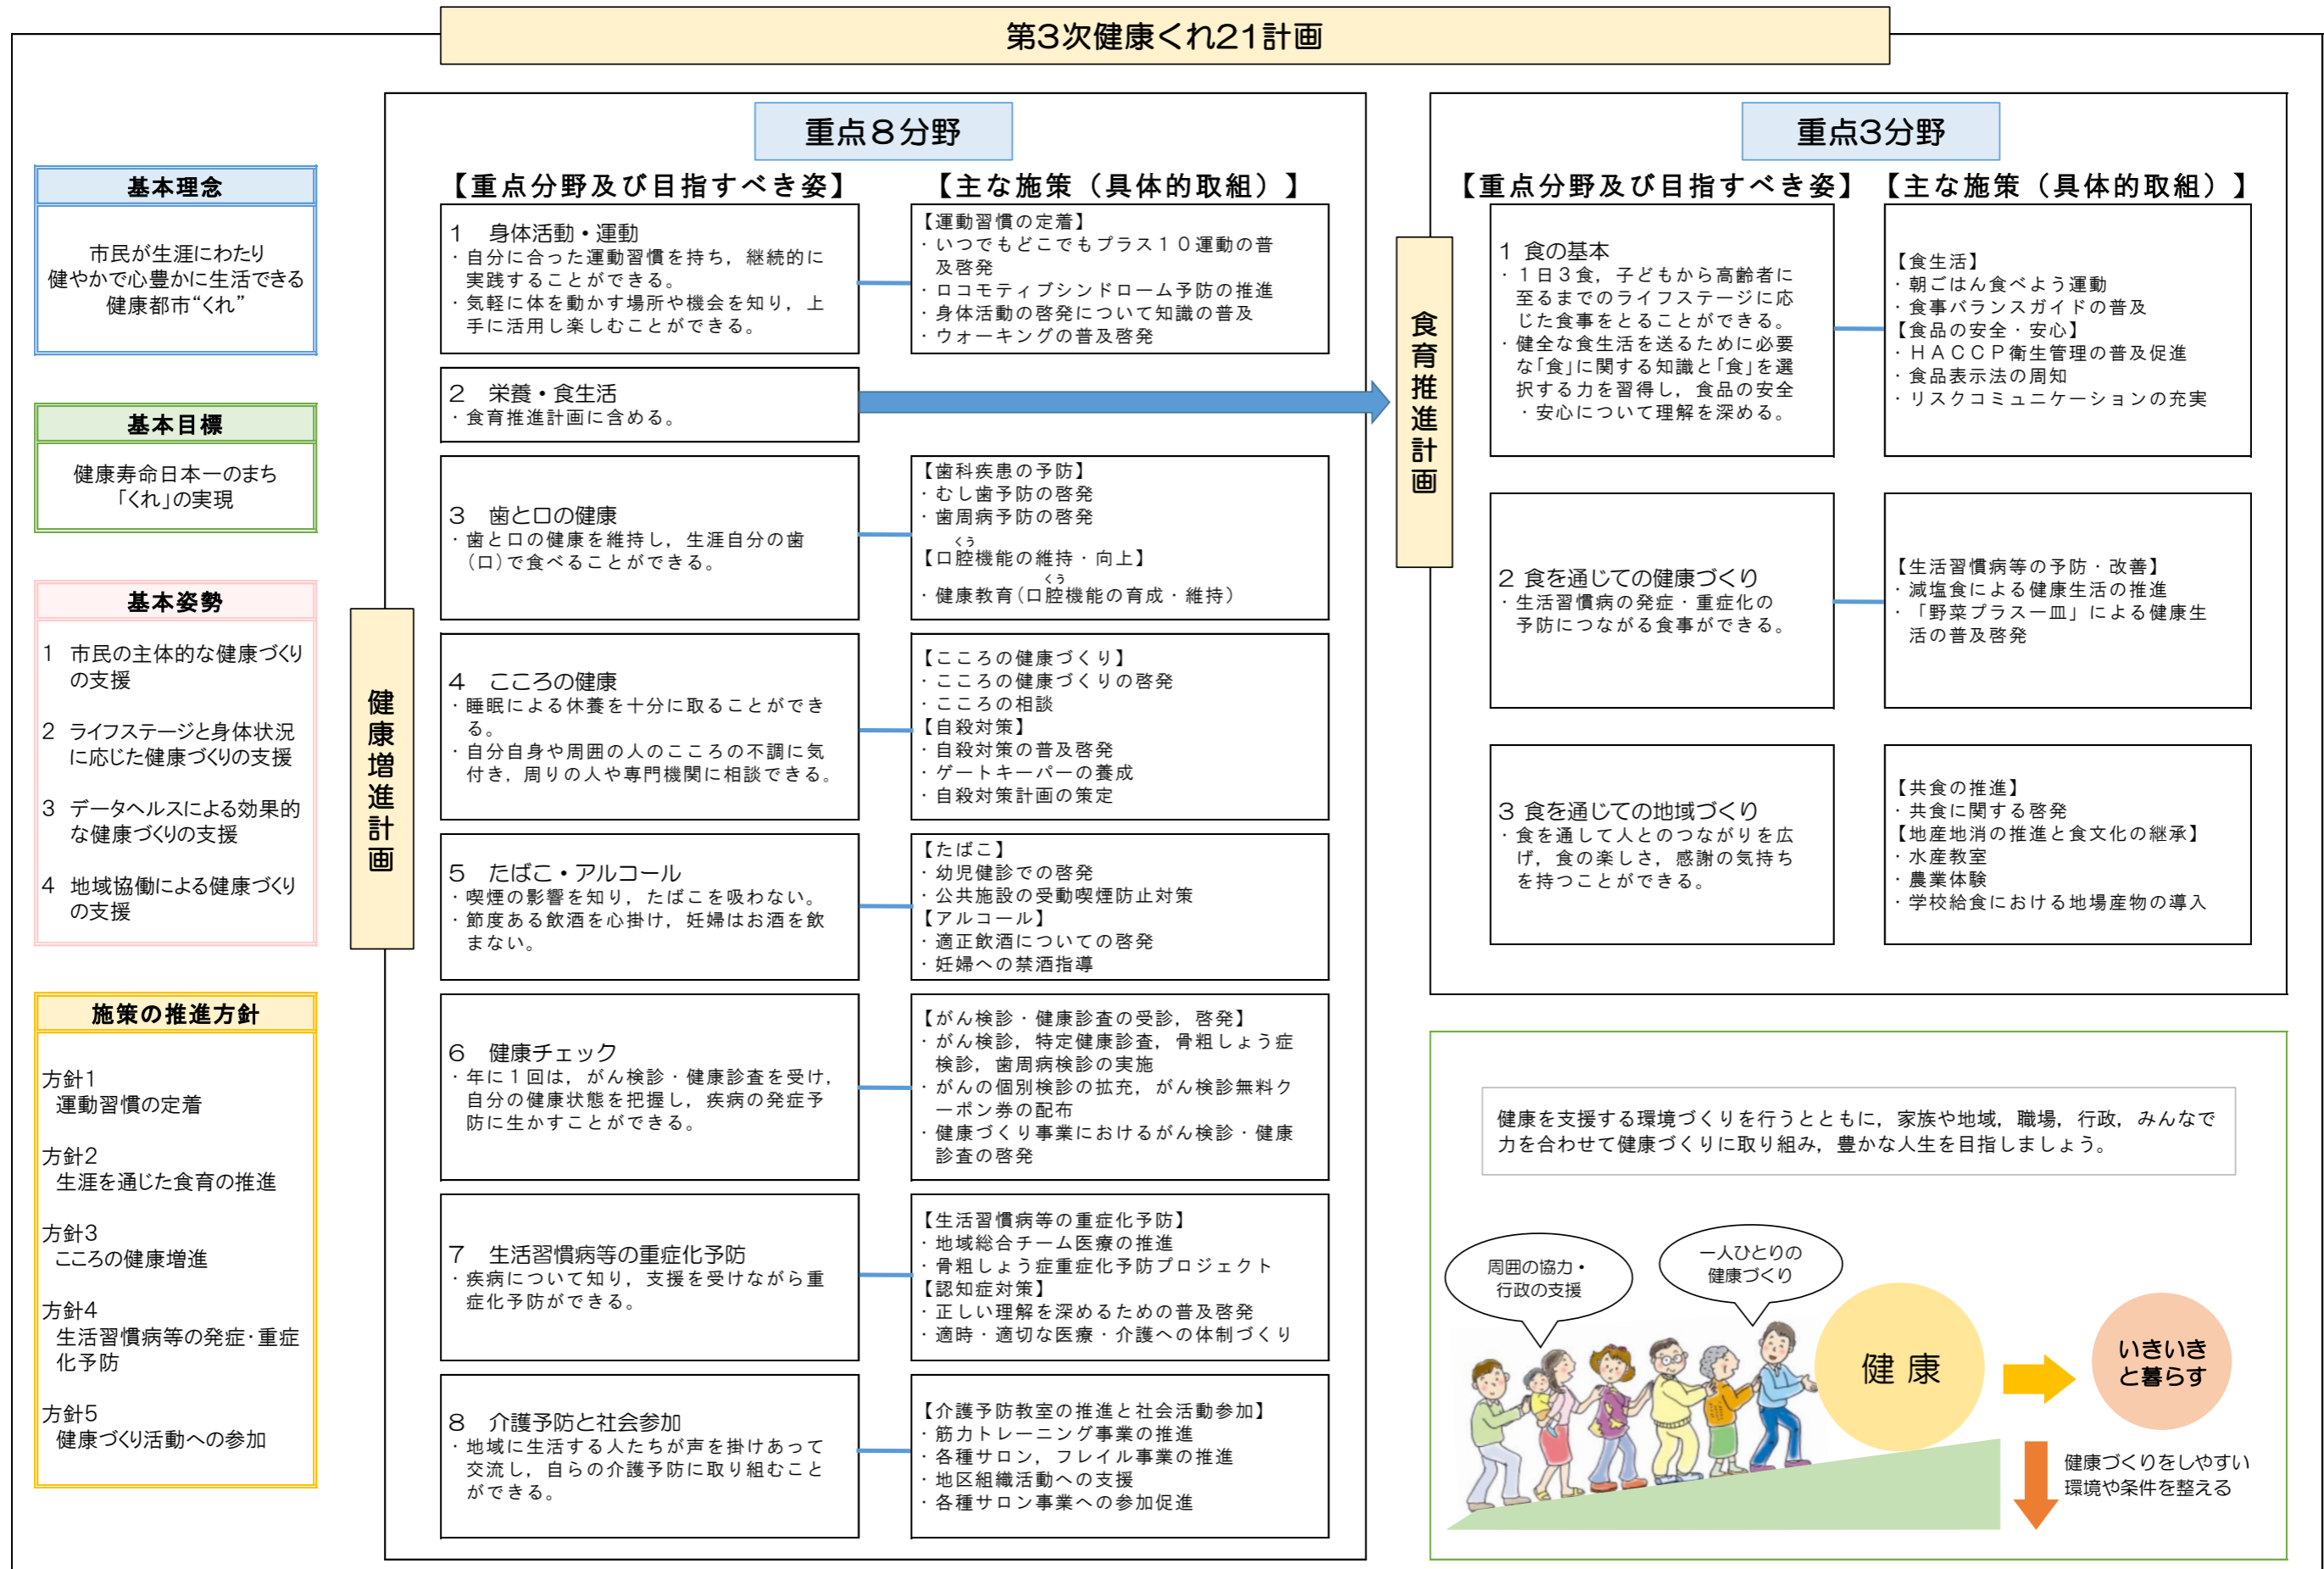 第3次健康くれ21計画
基本理念
市民が生涯にわたり
健やかで心豊かに生活できる
健康都市“くれ”
基本目標
健康寿命日本一のまち
「くれ」の実現
基本姿勢
1 市民の主体的な健康づくり
の支援
2 ライフステージと身体状況
に応じた健康づくりの支援
3 データヘルスによる効果的
な健康づくりの支援
4 地域協働による健康づくり
の支援
施策の推進方針
方針1
運動習慣の定着
方針2
生涯を通じた食育の推進
方針3
こころの健康増進
方針4
生活習慣病等の発症・重症
化予防
方針5
健康づくり活動への参加
健康増進計画
重点８分野
【重点分野及び目指すべき姿】
【主な施策（具体的取組）】
1 身体活動・運動
・自分に合った運動習慣を持ち，継続的に
実践することができる。
・気軽に体を動かす場所や機会を知り，上
手に活用し楽しむことができる。
【運動習慣の定着】
・いつでもどこでもプラス１０運動の普
及啓発
・ロコモティブシンドローム予防の推進
・身体活動の啓発について知識の普及
・ウォーキングの普及啓発
2 栄養・食生活
・食育推進計画に含める。
3 歯と口の健康
・歯と口の健康を維持し，生涯自分の歯
(口)で食べることができる。
【歯科疾患の予防】
・むし歯予防の啓発
・歯周病予防の啓発
くう
【口腔機能の維持・向上】
くう
・健康教育(口腔機能の育成・維持)
4 こころの健康
・睡眠による休養を十分に取ることができ
る。
・自分自身や周囲の人のこころの不調に気
付き，周りの人や専門機関に相談できる。
【こころの健康づくり】
・こころの健康づくりの啓発
・こころの相談
【自殺対策】
・自殺対策の普及啓発
・ゲートキーパーの養成
・自殺対策計画の策定
5 たばこ・アルコール
・喫煙の影響を知り，たばこを吸わない。
・節度ある飲酒を心掛け，妊婦はお酒を飲
まない。
【たばこ】
・幼児健診での啓発
・公共施設の受動喫煙防止対策
【アルコール】
・適正飲酒についての啓発
・妊婦への禁酒指導
6 健康チェック
・年に１回は，がん検診・健康診査を受け，
自分の健康状態を把握し，疾病の発症予
防に生かすことができる。
【がん検診・健康診査の受診，啓発】
・がん検診，特定健康診査，骨粗しょう症
検診，歯周病検診の実施
・がんの個別検診の拡充，がん検診無料ク
ーポン券の配布
・健康づくり事業におけるがん検診・健康
診査の啓発
7 生活習慣病等の重症化予防
・疾病について知り，支援を受けながら重
症化予防ができる。
【生活習慣病等の重症化予防】
・地域総合チーム医療の推進
・骨粗しょう症重症化予防プロジェクト
【認知症対策】
・正しい理解を深めるための普及啓発
・適時・適切な医療・介護への体制づくり
8 介護予防と社会参加
・地域に生活する人たちが声を掛けあって
交流し，自らの介護予防に取り組むこと
ができる。
【介護予防教室の推進と社会活動参加】
・筋力トレーニング事業の推進
・各種サロン，フレイル事業の推進
・地区組織活動への支援
・各種サロン事業への参加促進
食育推進計画
重点3分野
【重点分野及び目指すべき姿】
【主な施策（具体的取組）】
1 食の基本
・１日３食，子どもから高齢者に
至るまでのライフステージに応
じた食事をとることができる。
・健全な食生活を送るために必要
な「食」に関する知識と「食」を選
択する力を習得し，食品の安全
・安心について理解を深める。
【食生活】
・朝ごはん食べよう運動
・食事バランスガイドの普及
【食品の安全・安心】
・ＨＡＣＣＰ衛生管理の普及促進
・食品表示法の周知
・リスクコミュニケーションの充実
2 食を通じての健康づくり
・生活習慣病の発症・重症化の
予防につながる食事ができる。
【生活習慣病等の予防・改善】
・減塩食による健康生活の推進
・「野菜プラス一皿」による健康生
活の普及啓発
3 食を通じての地域づくり
・食を通して人とのつながりを広
げ，食の楽しさ，感謝の気持ち
を持つことができる。
【共食の推進】
・共食に関する啓発
【地産地消の推進と食文化の継承】
・水産教室
・農業体験
・学校給食における地場産物の導入
健康を支援する環境づくりを行うとともに，家族や地域，職場，行政，みんなで
力を合わせて健康づくりに取り組み，豊かな人生を目指しましょう。
周囲の協力・
行政の支援
一人ひとりの
健康づくり
健 康
いきいき
と暮らす
健康づくりをしやすい
環境や条件を整える